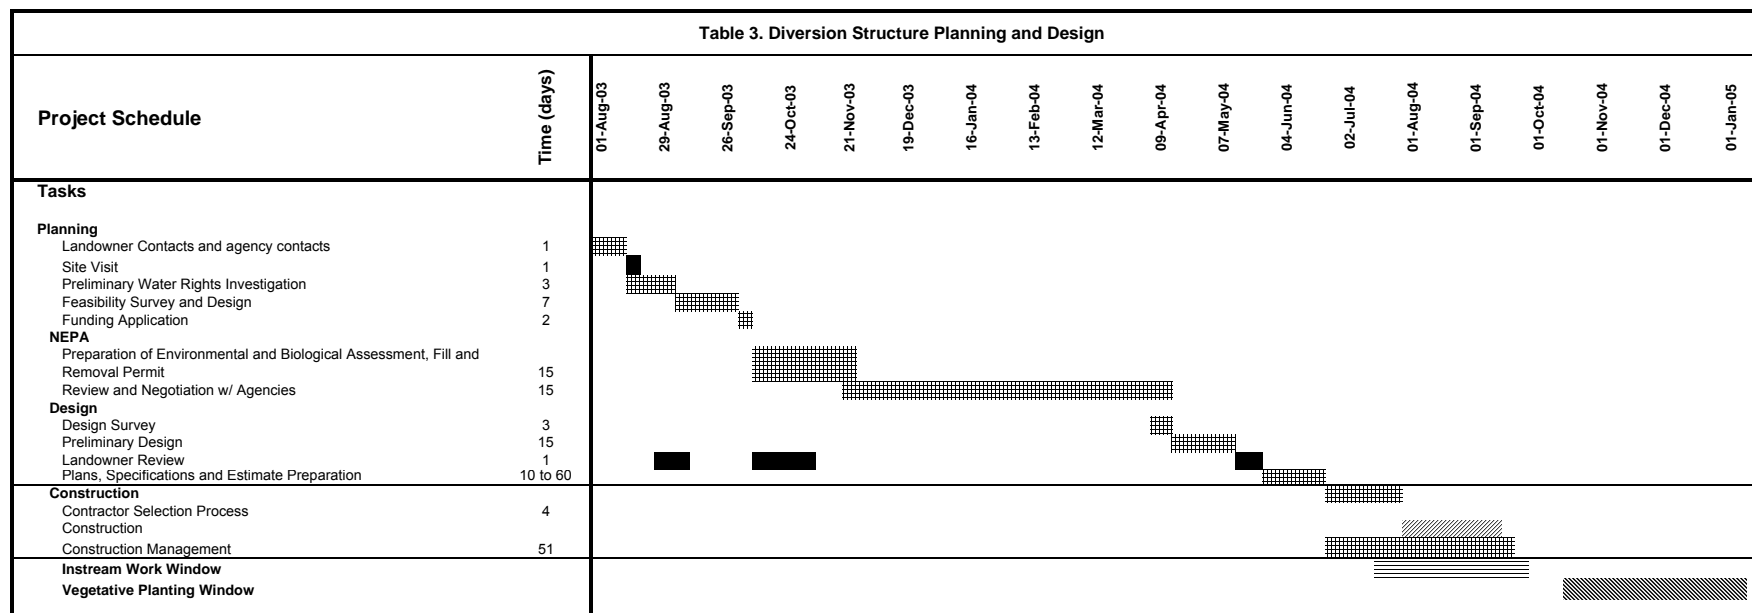 Table 3. Diversion Structure Planning and Design
Project Schedule
Time (days)
01-Aug-03
29-Aug-03
26-Sep-03
24-Oct-03
21-Nov-03
19-Dec-03
16-Jan-04
13-Feb-04
12-Mar-04
09-Apr-04
07-May-04
04-Jun-04
02-Jul-04
01-Aug-04
01-Sep-04
01-Oct-04
01-Nov-04
01-Dec-04
01-Jan-05
Tasks
Planning
Landowner Contacts and agency contacts 1
Site Visit 1
Preliminary Water Rights Investigation 3
Feasibility Survey and Design 7
Funding Application 2
NEPA
Preparation of Environmental and Biological Assessment, Fill and
Removal Permit 15
Review and Negotiation w/ Agencies 15
Design
Design Survey 3
Preliminary Design 15
Landowner Review 1
Plans, Specifications and Estimate Preparation 10 to 60
Construction
Contractor Selection Process 4
Construction
Construction Management 51
Instream Work Window
Vegetative Planting Window